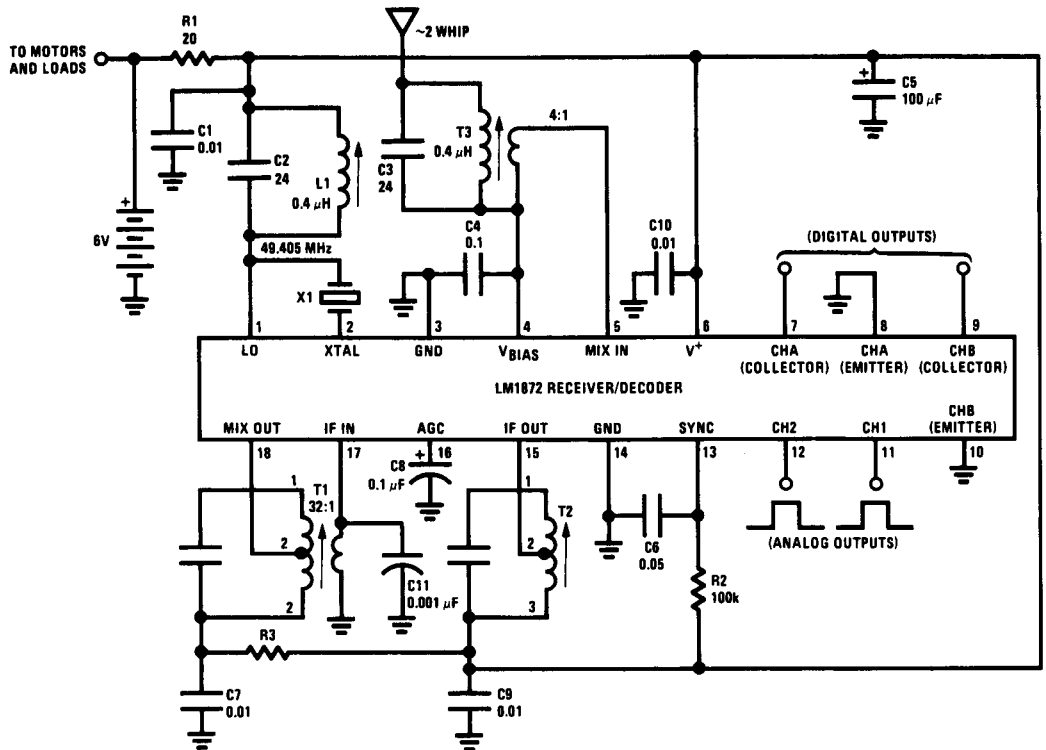 TO MOTORS
AND LOADS
R1
20
~2 WHIP
C1
0.01
C2
24
L1
0.4 μH
C3
24
T3
0.4 μH
4:1
C5
100 μF
+
6V
+
49.405 MHz
X1
C4
0.1
C10
0.01
(DIGITAL OUTPUTS)
1
2
3
4
5
6
7
8
9
LO
XTAL
GND
VBIAS
MIX IN
V+
CHA
(COLLECTOR)
CHA
(EMITTER)
CHB
(COLLECTOR)
LM1872 RECEIVER/DECODER
MIX OUT
IF IN
AGC
IF OUT
GND
SYNC
CH2
CH1
CHB
(EMITTER)
18
17
16
15
14
13
12
11
10
+
C8
0.1 μF
1
T1
32:1
2
2
C11
0.001 μF
1
T2
2
3
C6
0.05
R2
100k
(ANALOG OUTPUTS)
R3
C7
0.01
C9
0.01